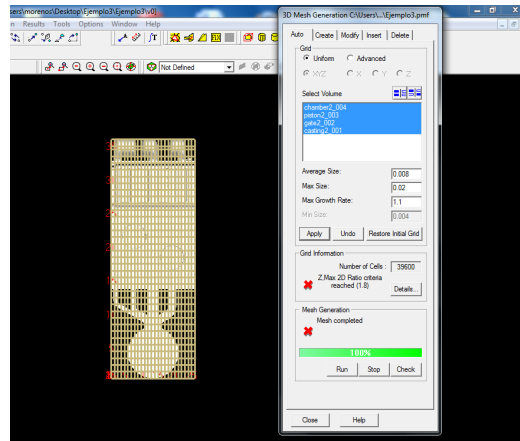 sers\morenos\Desktop\Ejemplo3\Ejemplo3\v0]
3D Mesh Generation C:\Users\...\Ejemplo3.pmf
n Results Tools Options Window Help
Auto Create Modify Insert Delete
Grid
Uniform Advanced
XYZ X Y Z
Not Defined
Select Volume
chamber2_004
piston2_003
gate2_002
casting2_001
Average Size: 0.008
Max Size: 0.02
Max Growth Rate: 1.1
Min Size: 0.004
Apply Undo Restore Initial Grid
Grid Information
Number of Cells : 39600
Z,Max 2D Ratio criteria
reached (1.8)
Details...
Mesh Generation
Mesh completed
100%
Run Stop Check
Close Help